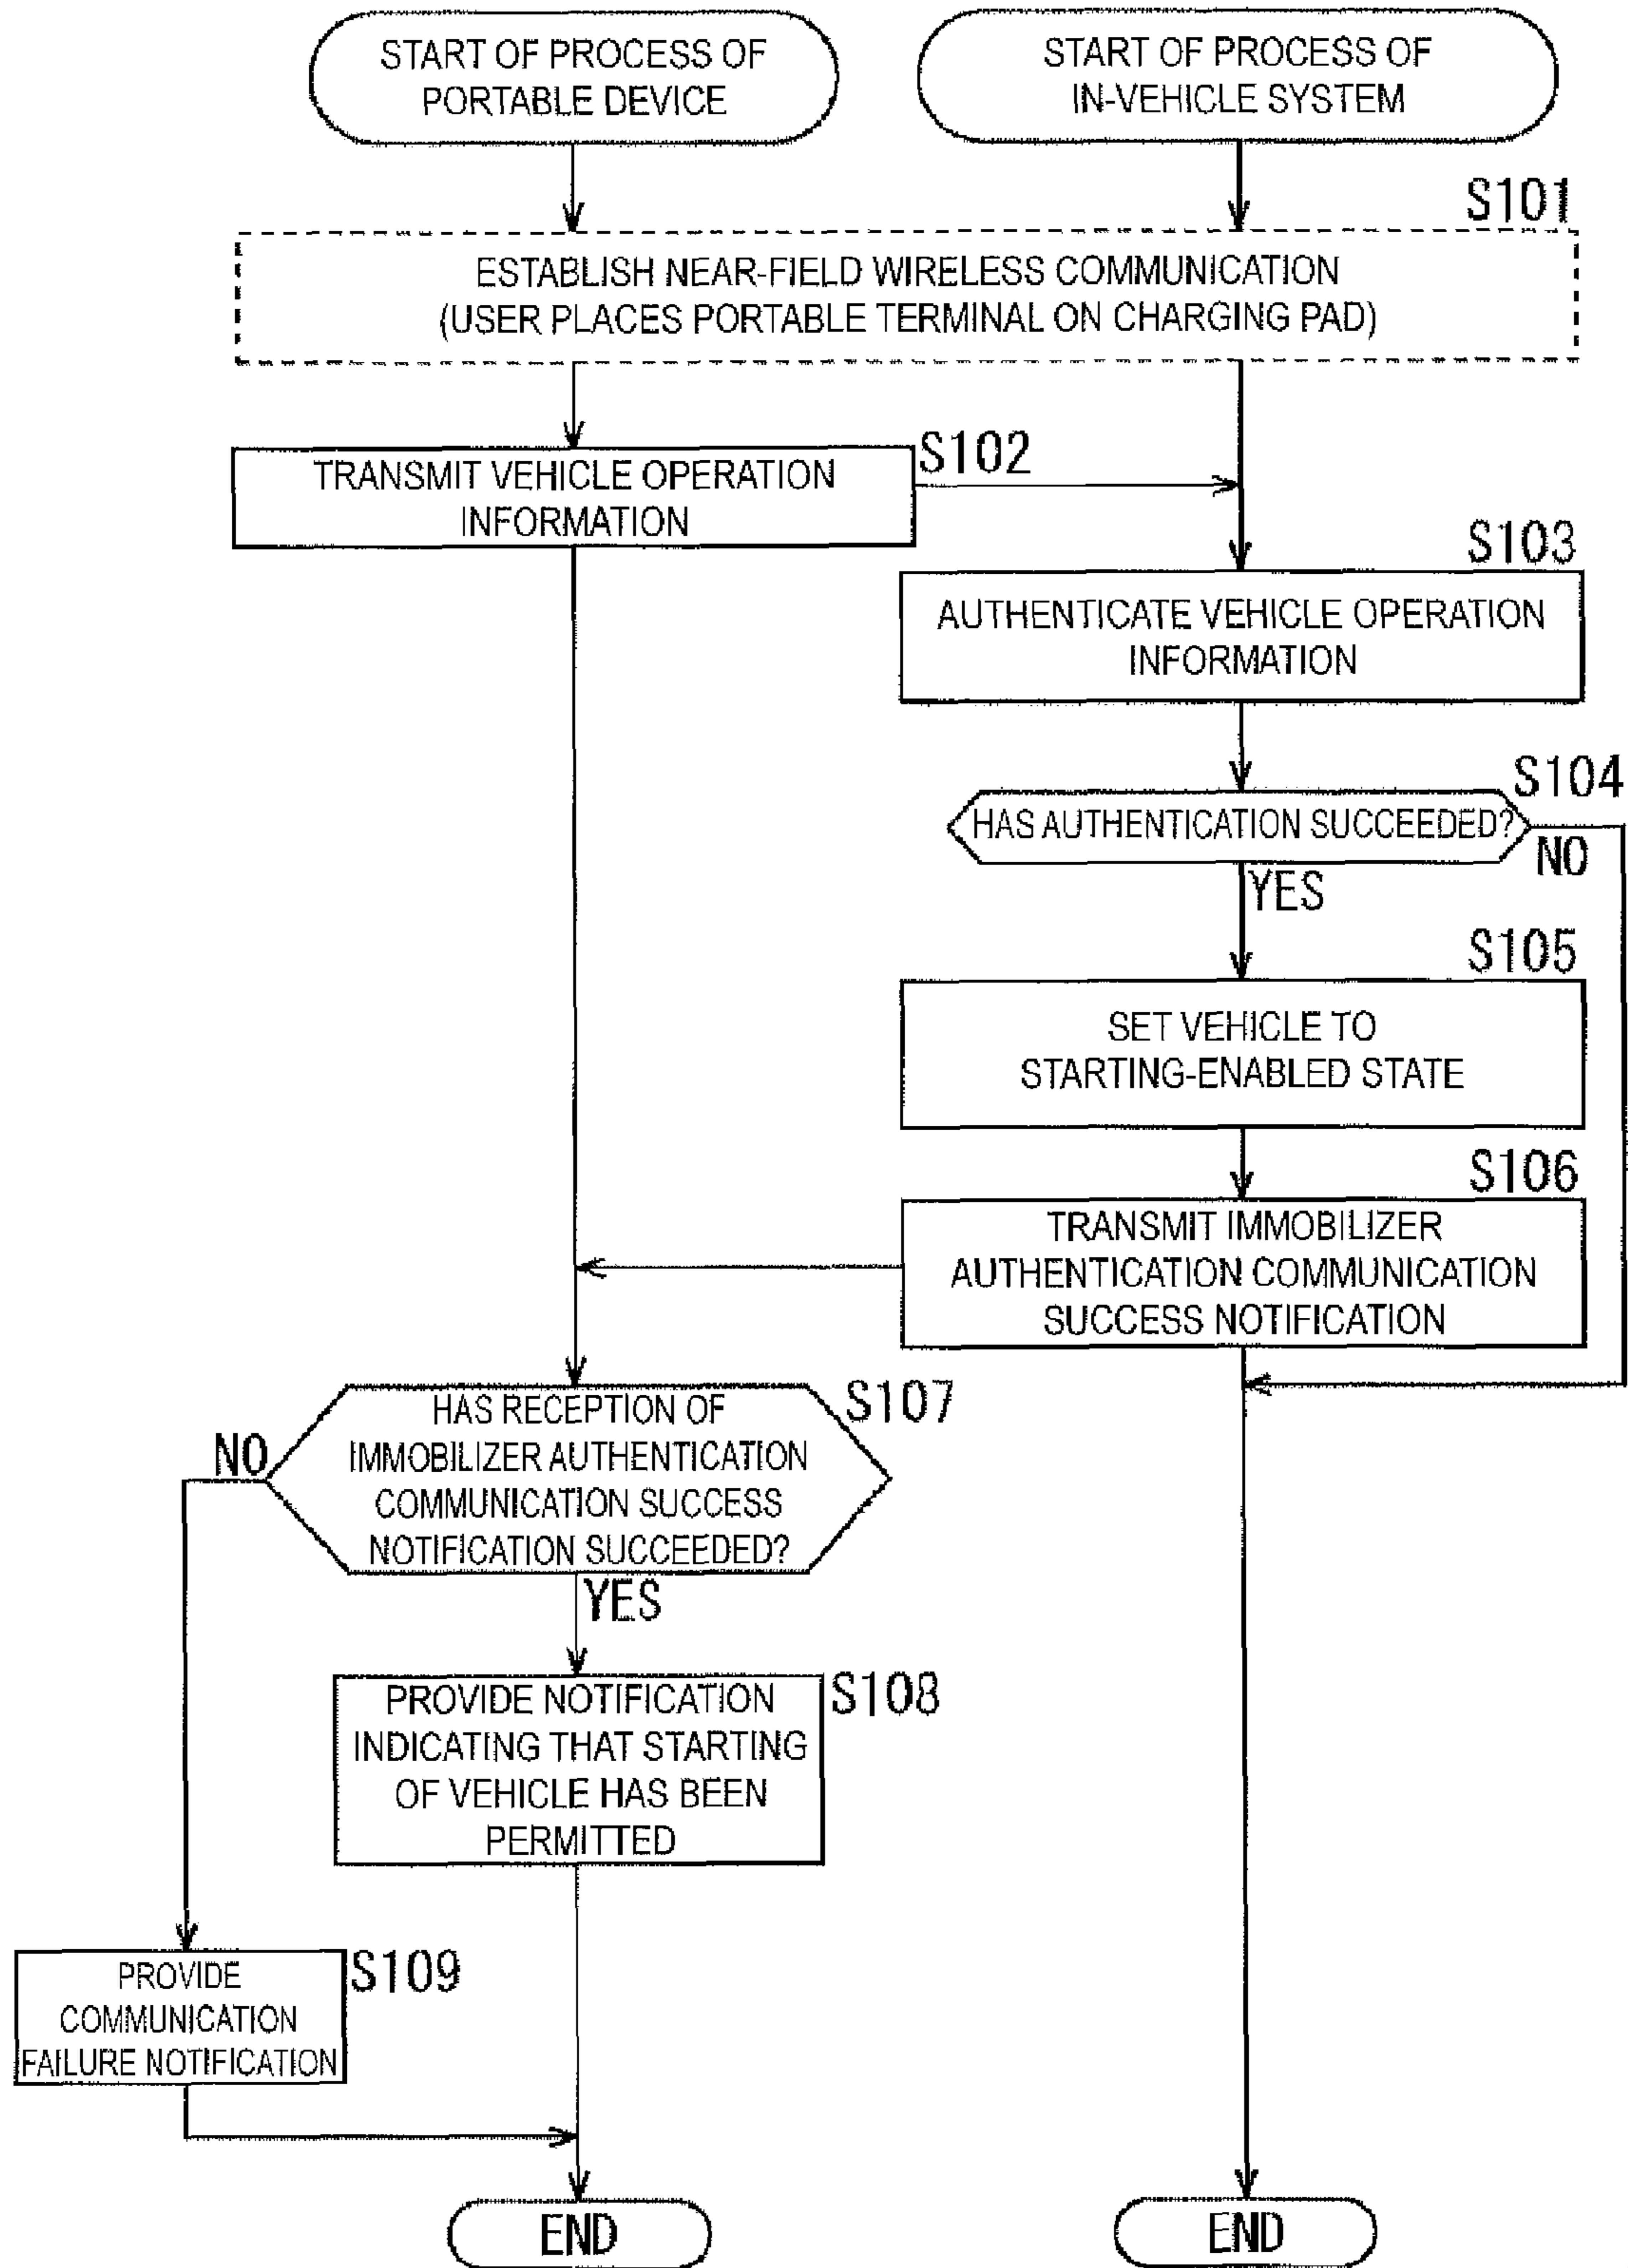 START OF PROCESS OF
PORTABLE DEVICE
START OF PROCESS OF
IN-VEHICLE SYSTEM
S101
ESTABLISH NEAR-FIELD WIRELESS COMMUNICATION
(USER PLACES PORTABLE TERMINAL ON CHARGING PAD)
S102
TRANSMIT VEHICLE OPERATION
INFORMATION
S103
AUTHENTICATE VEHICLE OPERATION
INFORMATION
S104
HAS AUTHENTICATION SUCCEEDED?
NO
YES
S105
SET VEHICLE TO
STARTING-ENABLED STATE
S106
TRANSMIT IMMOBILIZER
AUTHENTICATION COMMUNICATION
SUCCESS NOTIFICATION
S107
HAS RECEPTION OF
IMMOBILIZER AUTHENTICATION
COMMUNICATION SUCCESS
NOTIFICATION SUCCEEDED?
NO
YES
S108
PROVIDE NOTIFICATION
INDICATING THAT STARTING
OF VEHICLE HAS BEEN
PERMITTED
S109
PROVIDE
COMMUNICATION
FAILURE NOTIFICATION
END
END